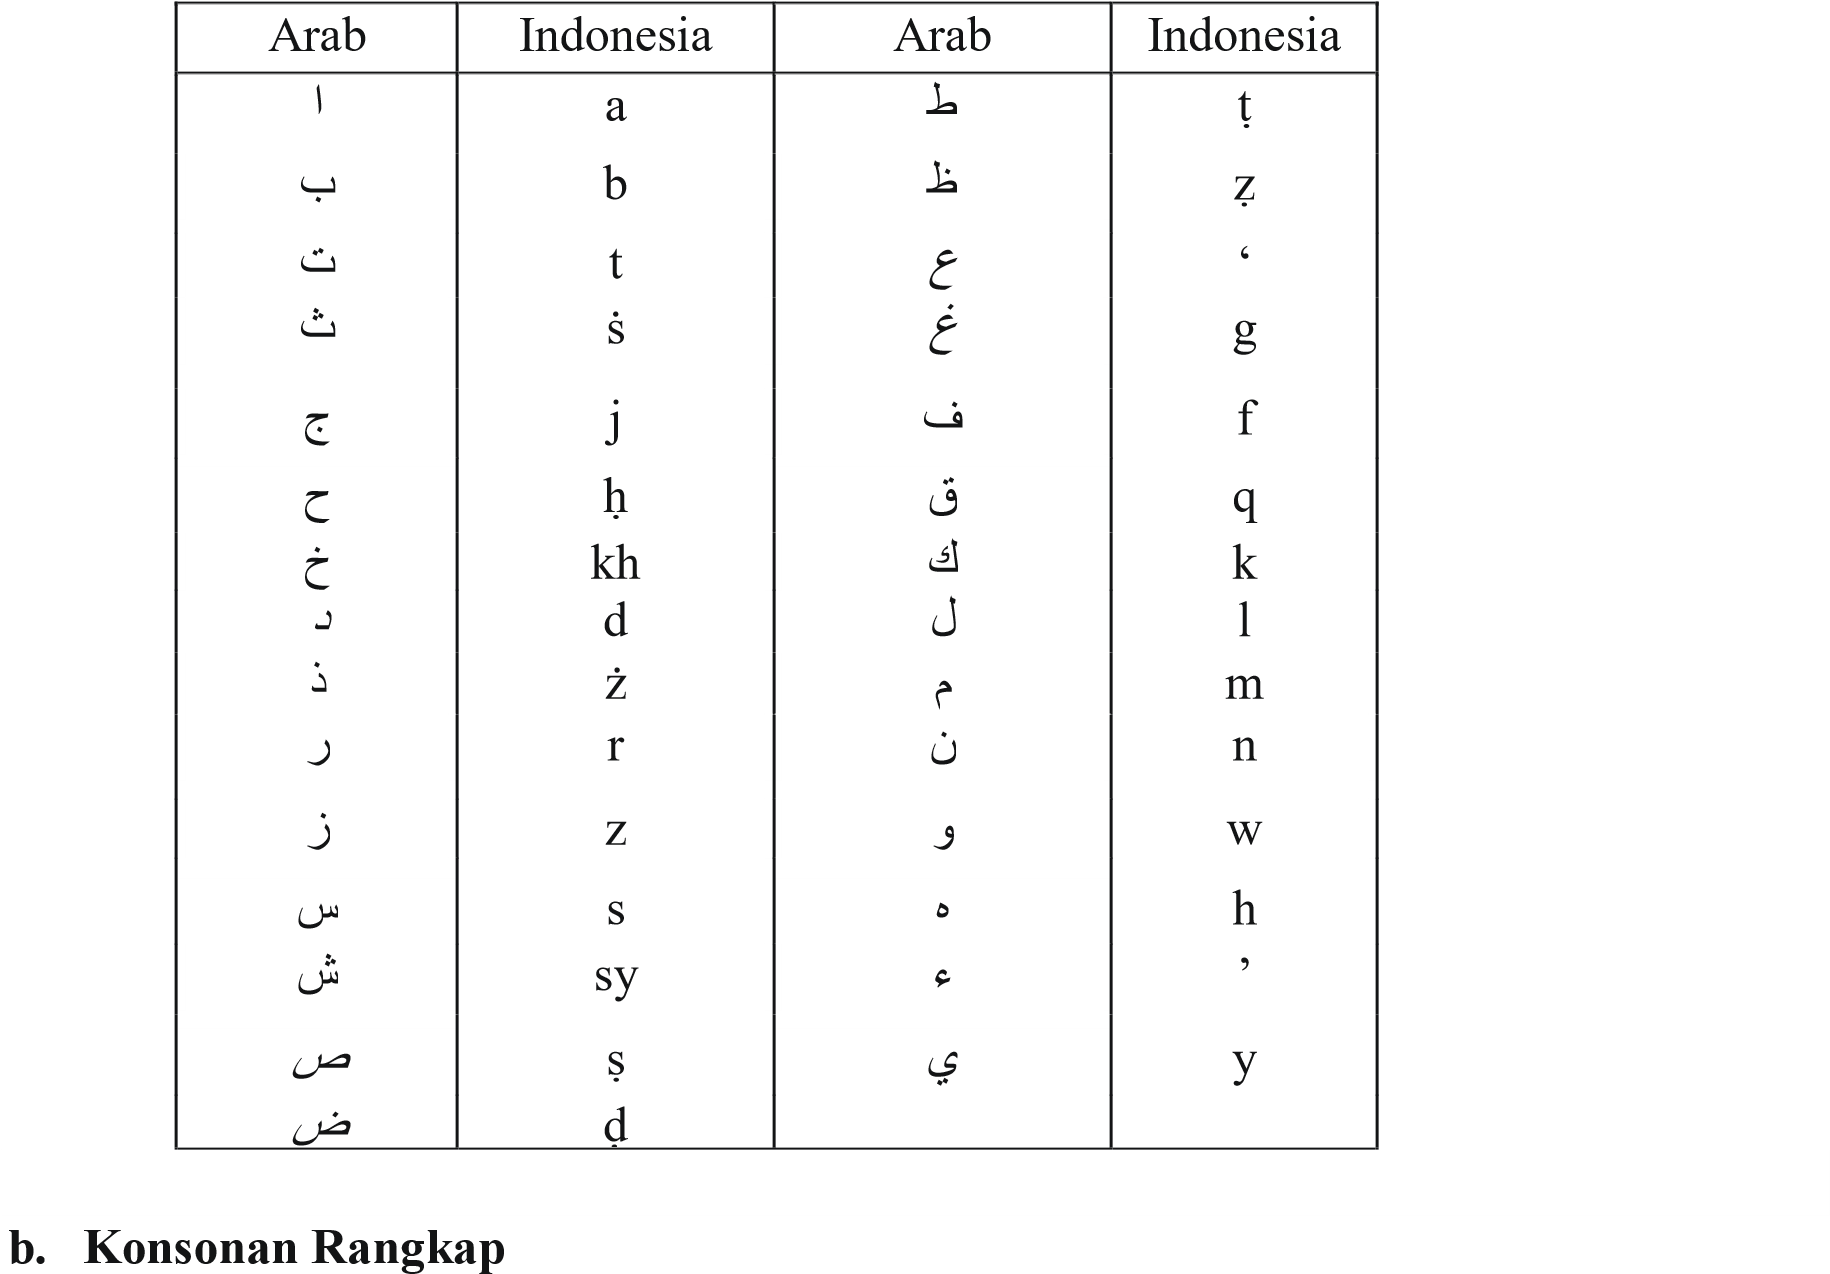 Arab Indonesia Arab Indonesia
ا a ط ṭ
ب b ظ ẓ
ت t ع ‘
ث ṡ غ g
ج j ف f
ح ḥ ق q
خ kh ك k
د d ل l
ذ ż م m
ر r ن n
ز z و w
س s ه h
ش sy ء ’
ص ṣ ي y
ض ḍ
b. Konsonan Rangkap